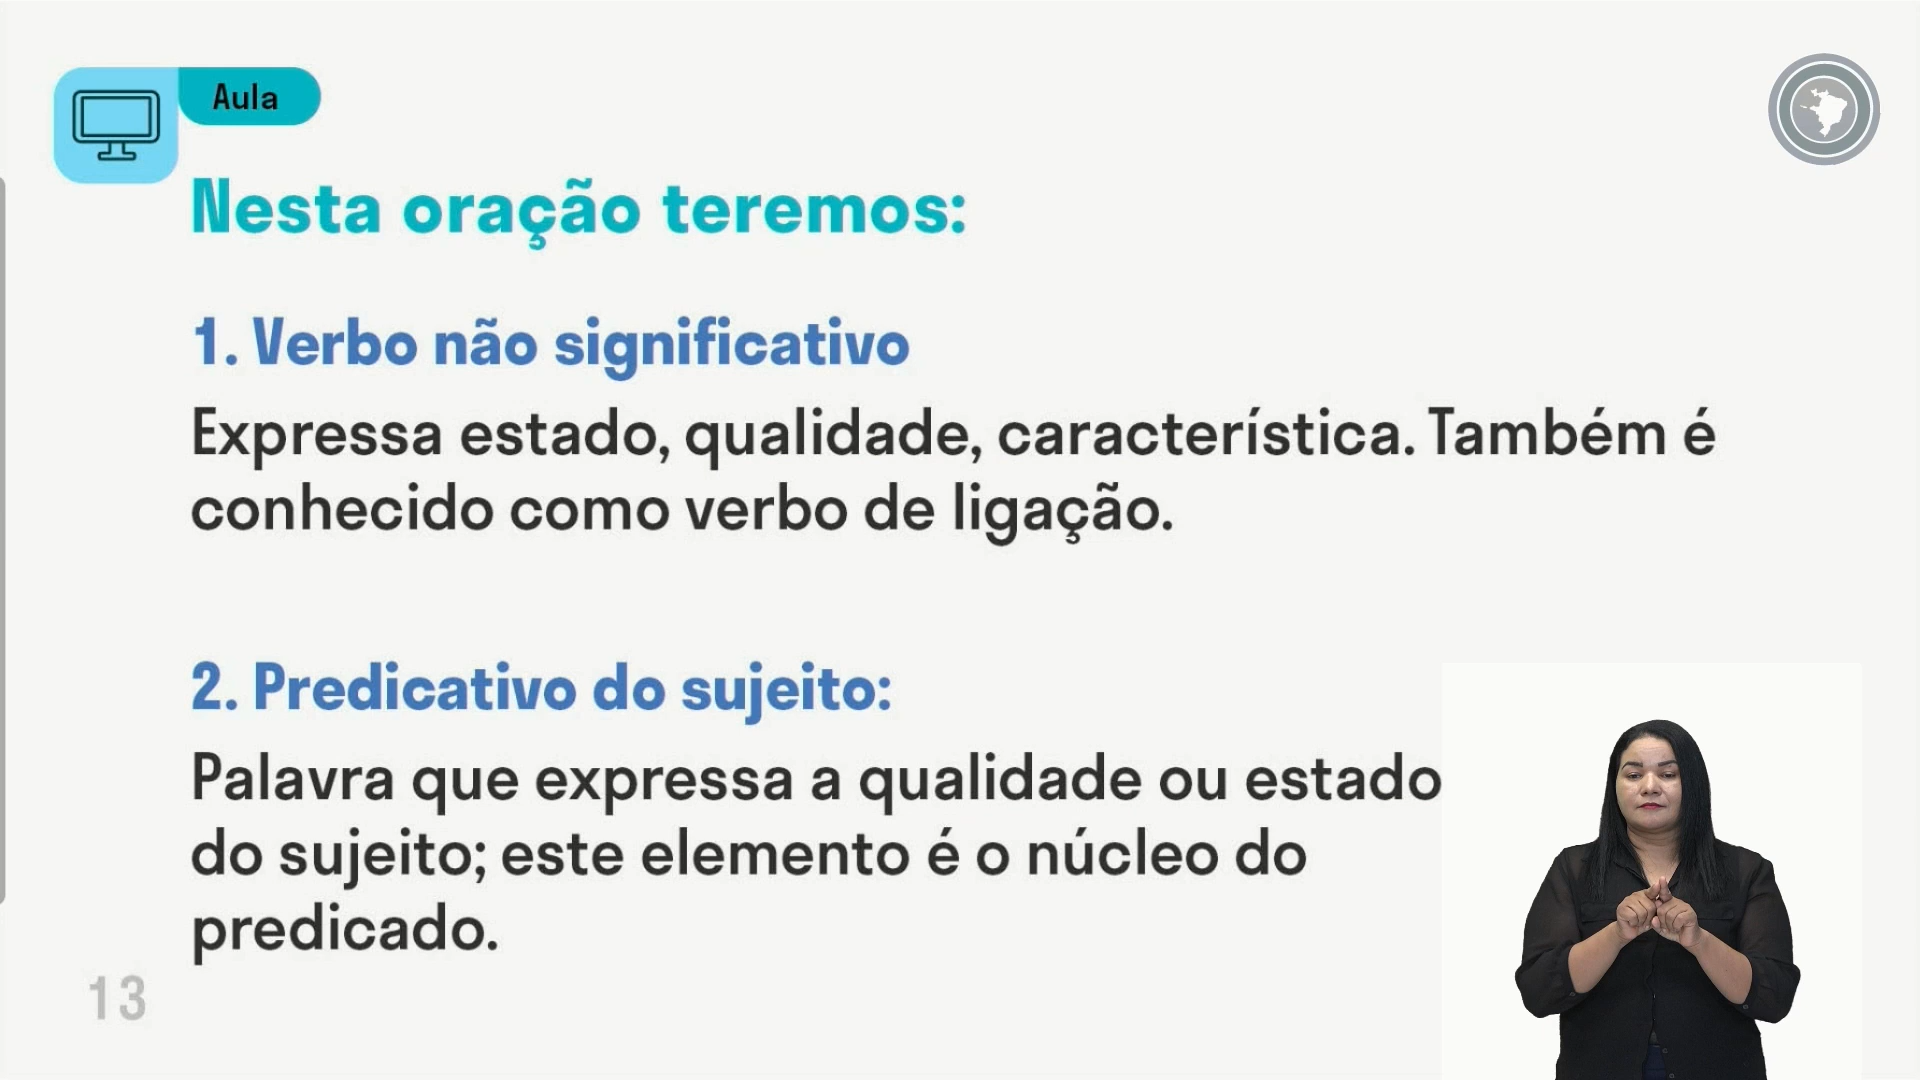 Aula
Nesta oração teremos:
1. Verbo não significativo
Expressa estado, qualidade, característica. Também é
conhecido como verbo de ligação.
2. Predicativo do sujeito:
Palavra que expressa a qualidade ou estado
do sujeito; este elemento é o núcleo do
predicado.
13